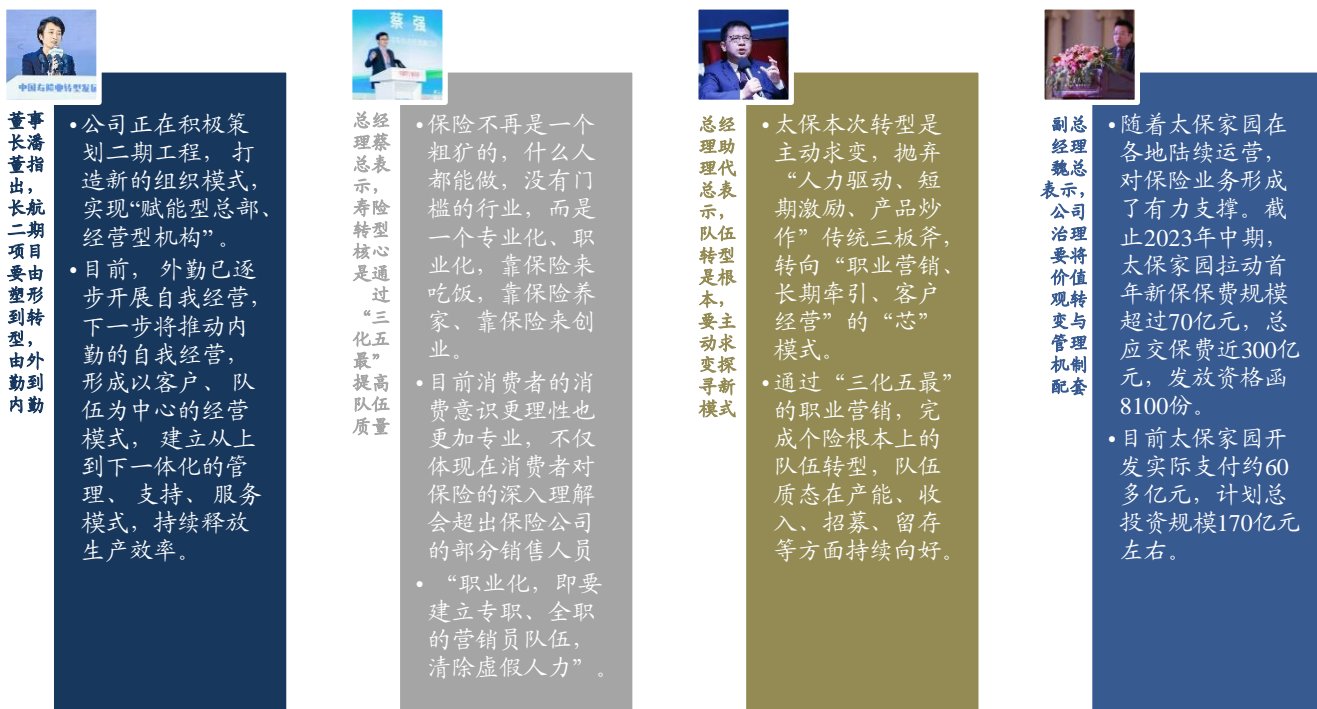 中国寿险业转型发展
董事
长潘
董指
出，
长航
二期
项目
要由
塑形
到转
型，
由外
勤到
内勤
•公司正在积极策
划二期工程， 打
造新的组织模式，
实现“赋能型总部、
经营型机构”。
•目前， 外勤已逐
步开展自我经营，
下一步将推动内
勤的自我经营，
形成以客户、 队
伍为中心的经营
模式， 建立从上
到下一体化的管
理、 支持、 服务
模式，持续释放
生产效率。
蔡 强
总经
理蔡
总表
示，
寿险
转型
核心
是通
过
“三
化五
最”
提高
队伍
质量
•保险不再是一个
粗犷的，什么人
都能做，没有门
槛的行业，而是
一个专业化、职
业化，靠保险来
吃饭，靠保险养
家、靠保险来创
业。
•目前消费者的消
费意识更理性也
更加专业，不仅
体现在消费者对
保险的深入理解
会超出保险公司
的部分销售人员
• “职业化，即要
建立专职、全职
的营销员队伍，
清除虚假人力”。
总经
理助
理代
总表
示，
队伍
转型
是根
本，
要主
动求
变探
寻新
模式
•太保本次转型是
主动求变，抛弃
“人力驱动、短
期激励、产品炒
作”传统三板斧，
转向“职业营销、
长期牵引、客户
经营”的“芯”
模式。
•通过“三化五最”
的职业营销，完
成个险根本上的
队伍转型，队伍
质态在产能、收
入、招募、留存
等方面持续向好。
副总
经理
魏总
表示，
公司
治理
要将
价值
观转
变与
管理
机制
配套
•随着太保家园在
各地陆续运营，
对保险业务形成
了有力支撑。截
止2023年中期，
太保家园拉动首
年新保保费规模
超过70亿元，总
应交保费近300亿
元，发放资格函
8100份。
•目前太保家园开
发实际支付约60
多亿元，计划总
投资规模170亿元
左右。